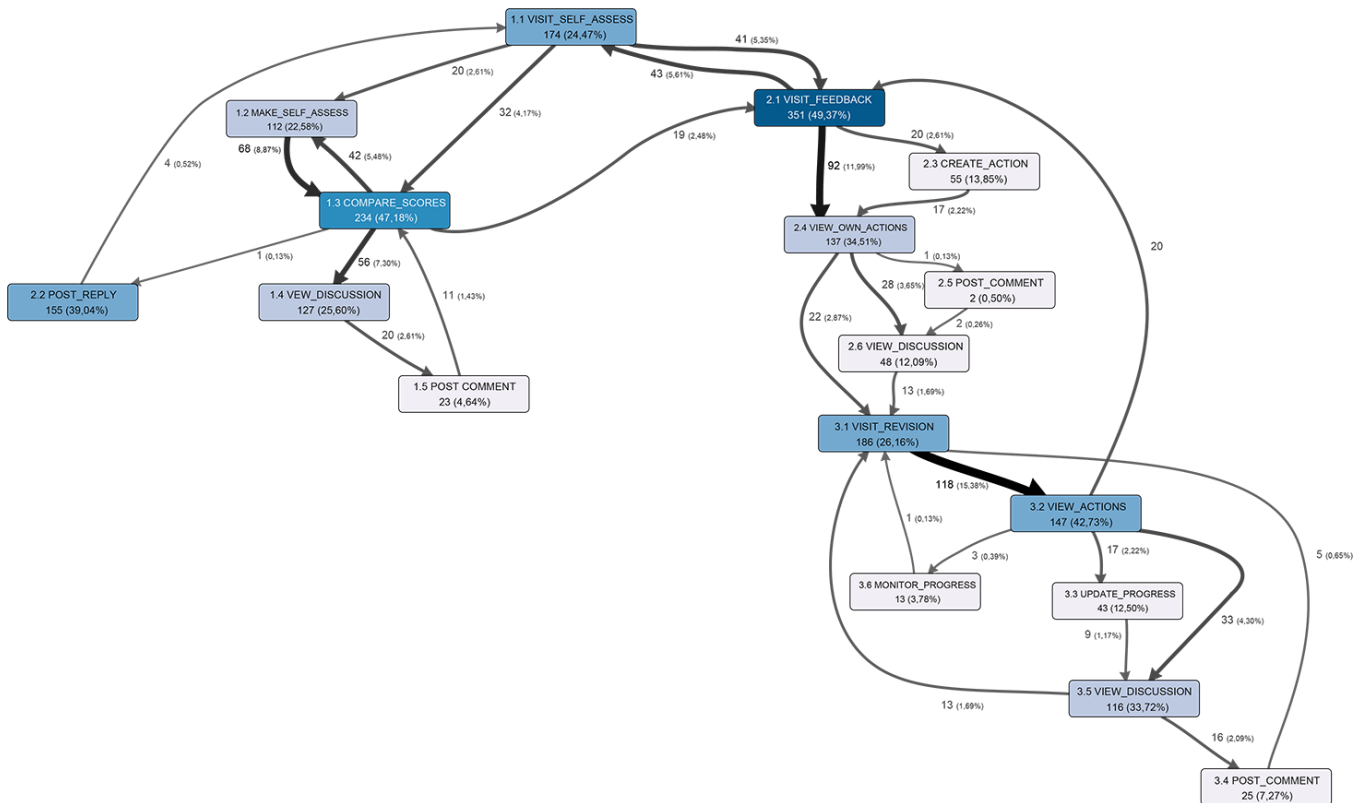 1.1 VISIT_SELF_ASSESS
174 (24,47%)
41 (5,35%)
43 (5,61%)
20 (2,61%)
32 (4,17%)
2.1 VISIT_FEEDBACK
351 (49,37%)
1.2 MAKE_SELF_ASSESS
112 (22,58%)
19 (2,48%)
20 (2,61%)
68 (8,87%)
42 (5,48%)
4 (0,52%)
92 (11,99%)
2.3 CREATE_ACTION
55 (13,85%)
1.3 COMPARE_SCORES
234 (47,18%)
17 (2,22%)
2.4 VIEW_OWN_ACTIONS
137 (34,51%)
20
1 (0,13%)
56 (7,30%)
1 (0,13%)
2.2 POST_REPLY
155 (39,04%)
1.4 VEW_DISCUSSION
127 (25,60%)
11 (1,43%)
28 (3,65%)
2.5 POST_COMMENT
2 (0,50%)
22 (2,87%)
2 (0,26%)
20 (2,61%)
2.6 VIEW_DISCUSSION
48 (12,09%)
1.5 POST COMMENT
23 (4,64%)
13 (1,69%)
3.1 VISIT_REVISION
186 (26,16%)
118 (15,38%)
3.2 VIEW_ACTIONS
147 (42,73%)
1 (0,13%)
3 (0,39%)
17 (2,22%)
5 (0,65%)
3.6 MONITOR_PROGRESS
13 (3,78%)
3.3 UPDATE_PROGRESS
43 (12,50%)
33 (4,30%)
9 (1,17%)
3.5 VIEW_DISCUSSION
116 (33,72%)
13 (1,69%)
16 (2,09%)
3.4 POST_COMMENT
25 (7,27%)